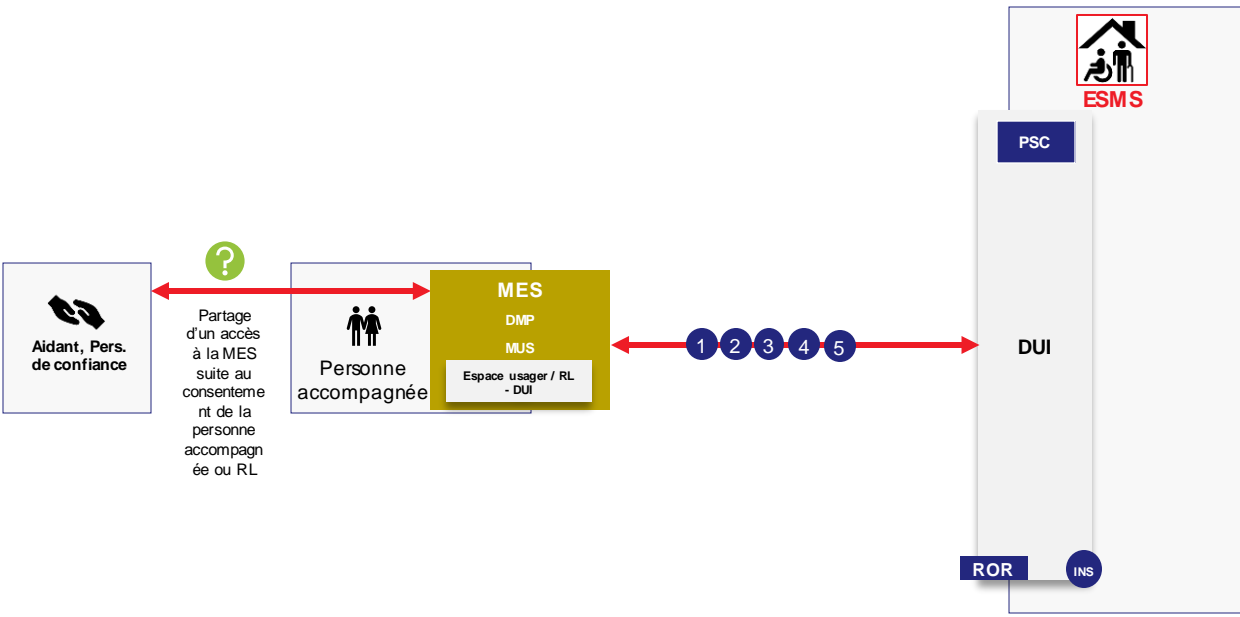 ESMS
PSC
?
Partage
d'un accès
à la MES
suite au
consenteme
nt de la
personne
accompagn
ée ou RL
Aidant, Pers.
de confiance
Personne
accompagnée
MES
DMP
MUS
Espace usager / RL
- DUI
1 2 3 4 5
DUI
ROR
INS